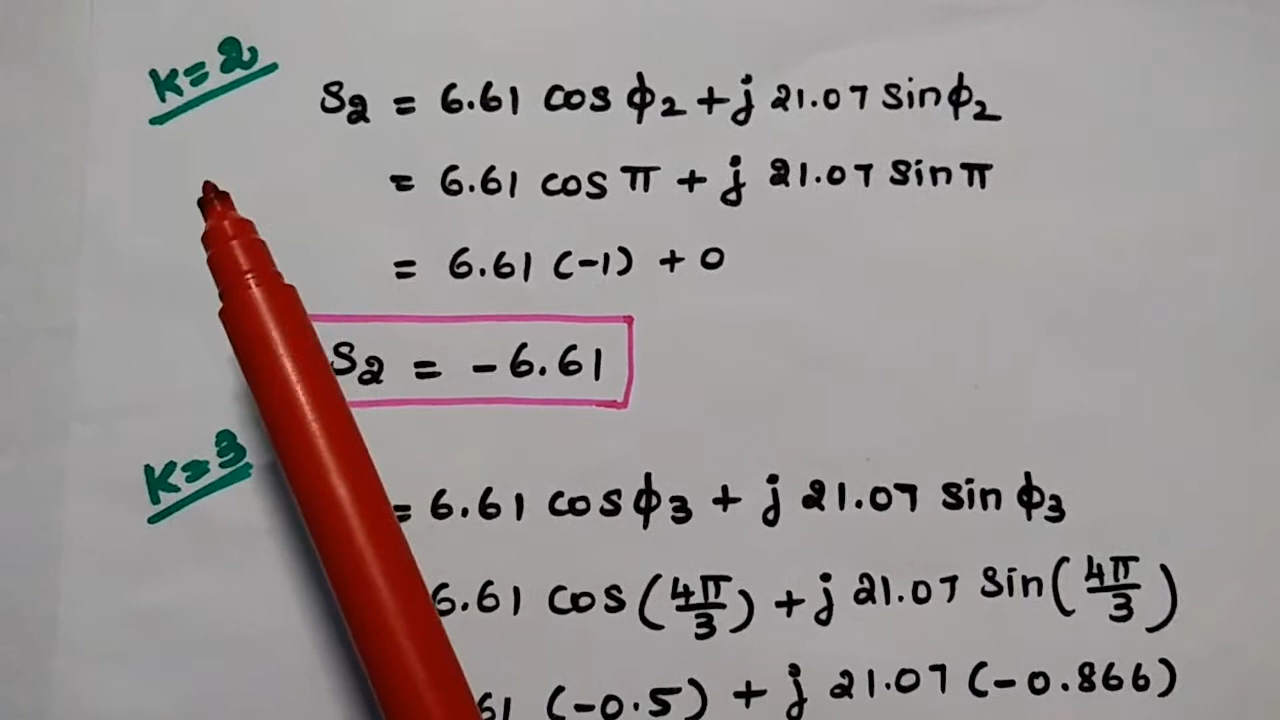 K=2
S2 = 6.61 cos ϕ2 + j 21.07 sin ϕ2
= 6.61 cos π + j 21.07 sin π
= 6.61 (-1) + 0
S2 = -6.61
K=3
= 6.61 cos ϕ3 + j 21.07 sin ϕ3
6.61 cos (4π/3) + j 21.07 sin (4π/3)
61 (-0.5) + j 21.07 (-0.866)